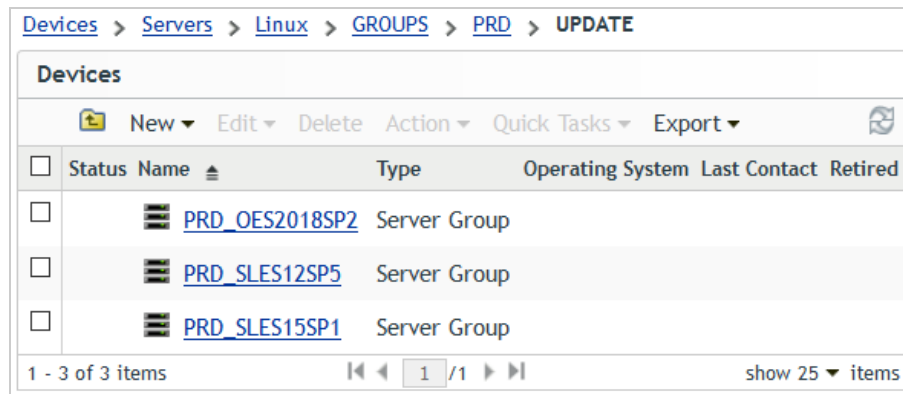 Devices > Servers > Linux > GROUPS > PRD > UPDATE
Devices
New Edit Delete Action Quick Tasks Export
Status Name Type Operating System Last Contact Retired
PRD_OES2018SP2 Server Group
PRD_SLES12SP5 Server Group
PRD_SLES15SP1 Server Group
1 - 3 of 3 items 1 /1 show 25 items